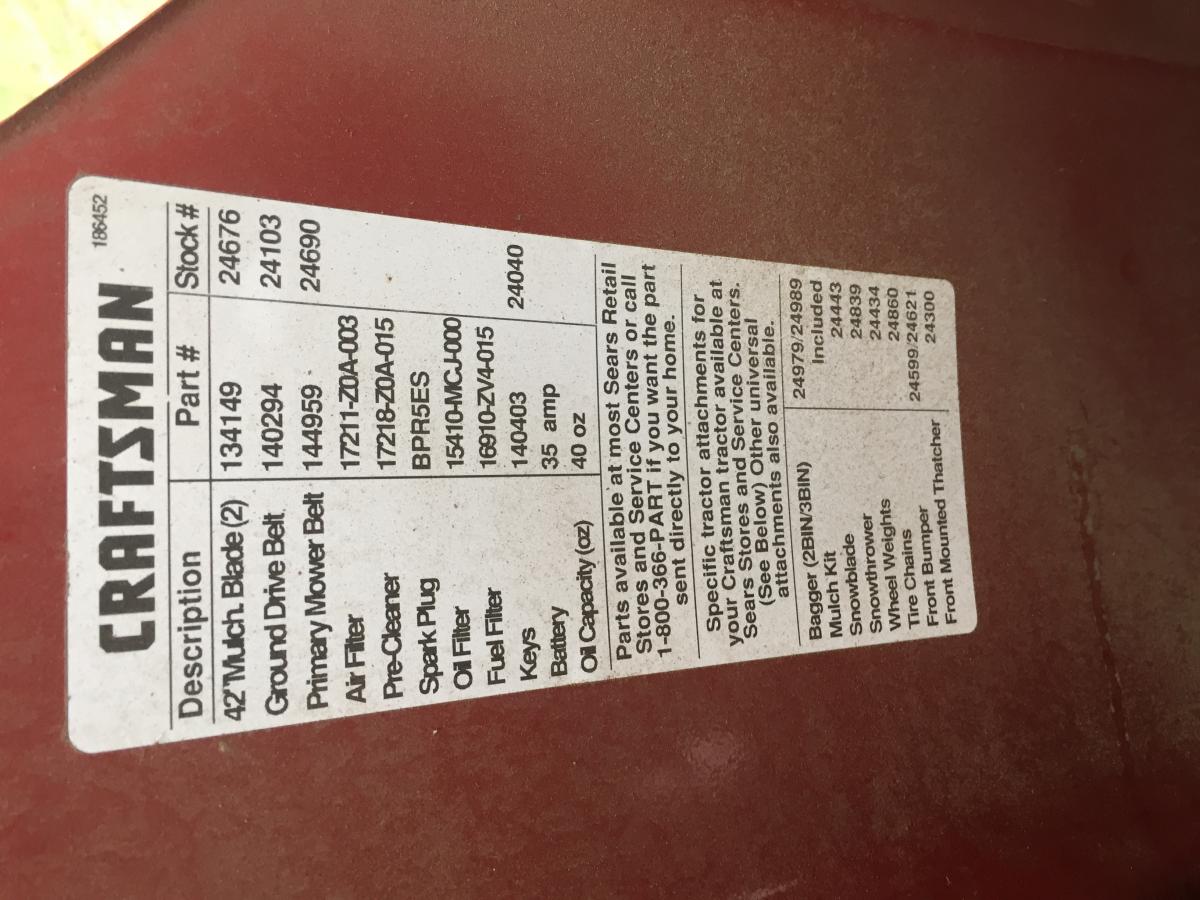 186452
CRAFTSMAN
Description Part # Stock #
42"Mulch. Blade (2) 134149 24676
Ground Drive Belt 140294 24103
Primary Mower Belt 144959 24690
Air Filter 17211-Z0A-003
Pre-Cleaner 17218-Z0A-015
Spark Plug BPR5ES
Oil Filter 15410-MCJ-000
Fuel Filter 16910-ZV4-015
Keys 140403 24040
Battery 35 amp
Oil Capacity (oz) 40 oz
Parts available at most Sears Retail
Stores and Service Centers or call
1-800-366-PART if you want the part
sent directly to your home.
Specific tractor attachments for
your Craftsman tractor available at
Sears Stores and Service Centers.
(See Below) Other universal
attachments also available.
Bagger (2BIN/3BIN) 24979/24989
Mulch Kit Included
Snowblade 24443
Snowthrower 24839
Wheel Weights 24434
Tire Chains 24860
Front Bumper 24599/24621
Front Mounted Thatcher 24300